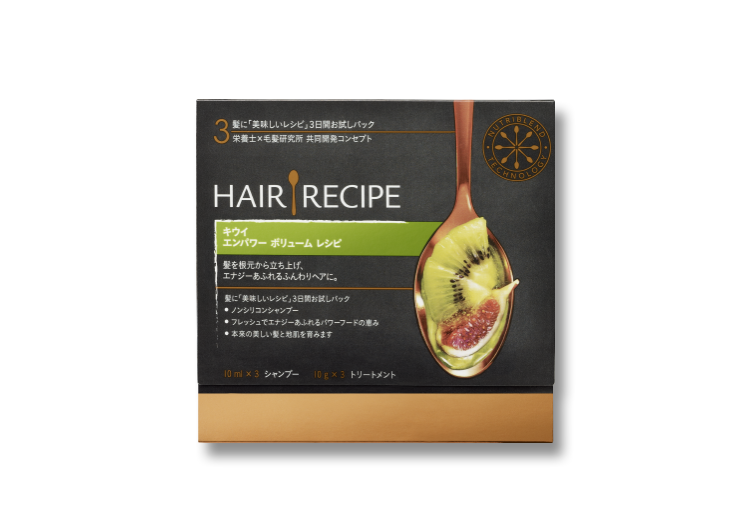 3 髪に「美味しいレシピ」3日間お試しパック
栄養士×毛髪研究所 共同開発コンセプト
NUTRIBLEND
TECHNOLOGY
HAIR RECIPE
キウイ
エンパワー ボリューム レシピ
髪を根元から立ち上げ、
エナジーあふれるふんわりヘアに。
髪に「美味しいレシピ」3日間お試しパック
● ノンシリコンシャンプー
● フレッシュでエナジーあふれるパワーフードの恵み
● 本来の美しい髪と地肌を育みます
10 ml × 3 シャンプー 10 g × 3 トリートメント